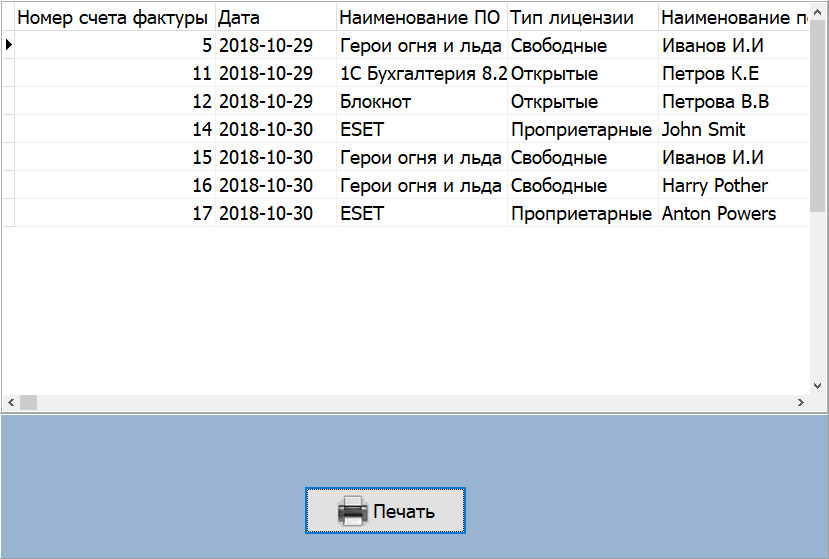 Номер счета фактуры Дата Наименование ПО Тип лицензии Наименование по
5 2018-10-29 Герои огня и льда Свободные Иванов И.И
11 2018-10-29 1С Бухгалтерия 8.2 Открытые Петров К.Е
12 2018-10-29 Блокнот Открытые Петрова В.В
14 2018-10-30 ESET Проприетарные John Smit
15 2018-10-30 Герои огня и льда Свободные Иванов И.И
16 2018-10-30 Герои огня и льда Свободные Harry Pother
17 2018-10-30 ESET Проприетарные Anton Powers
Печать